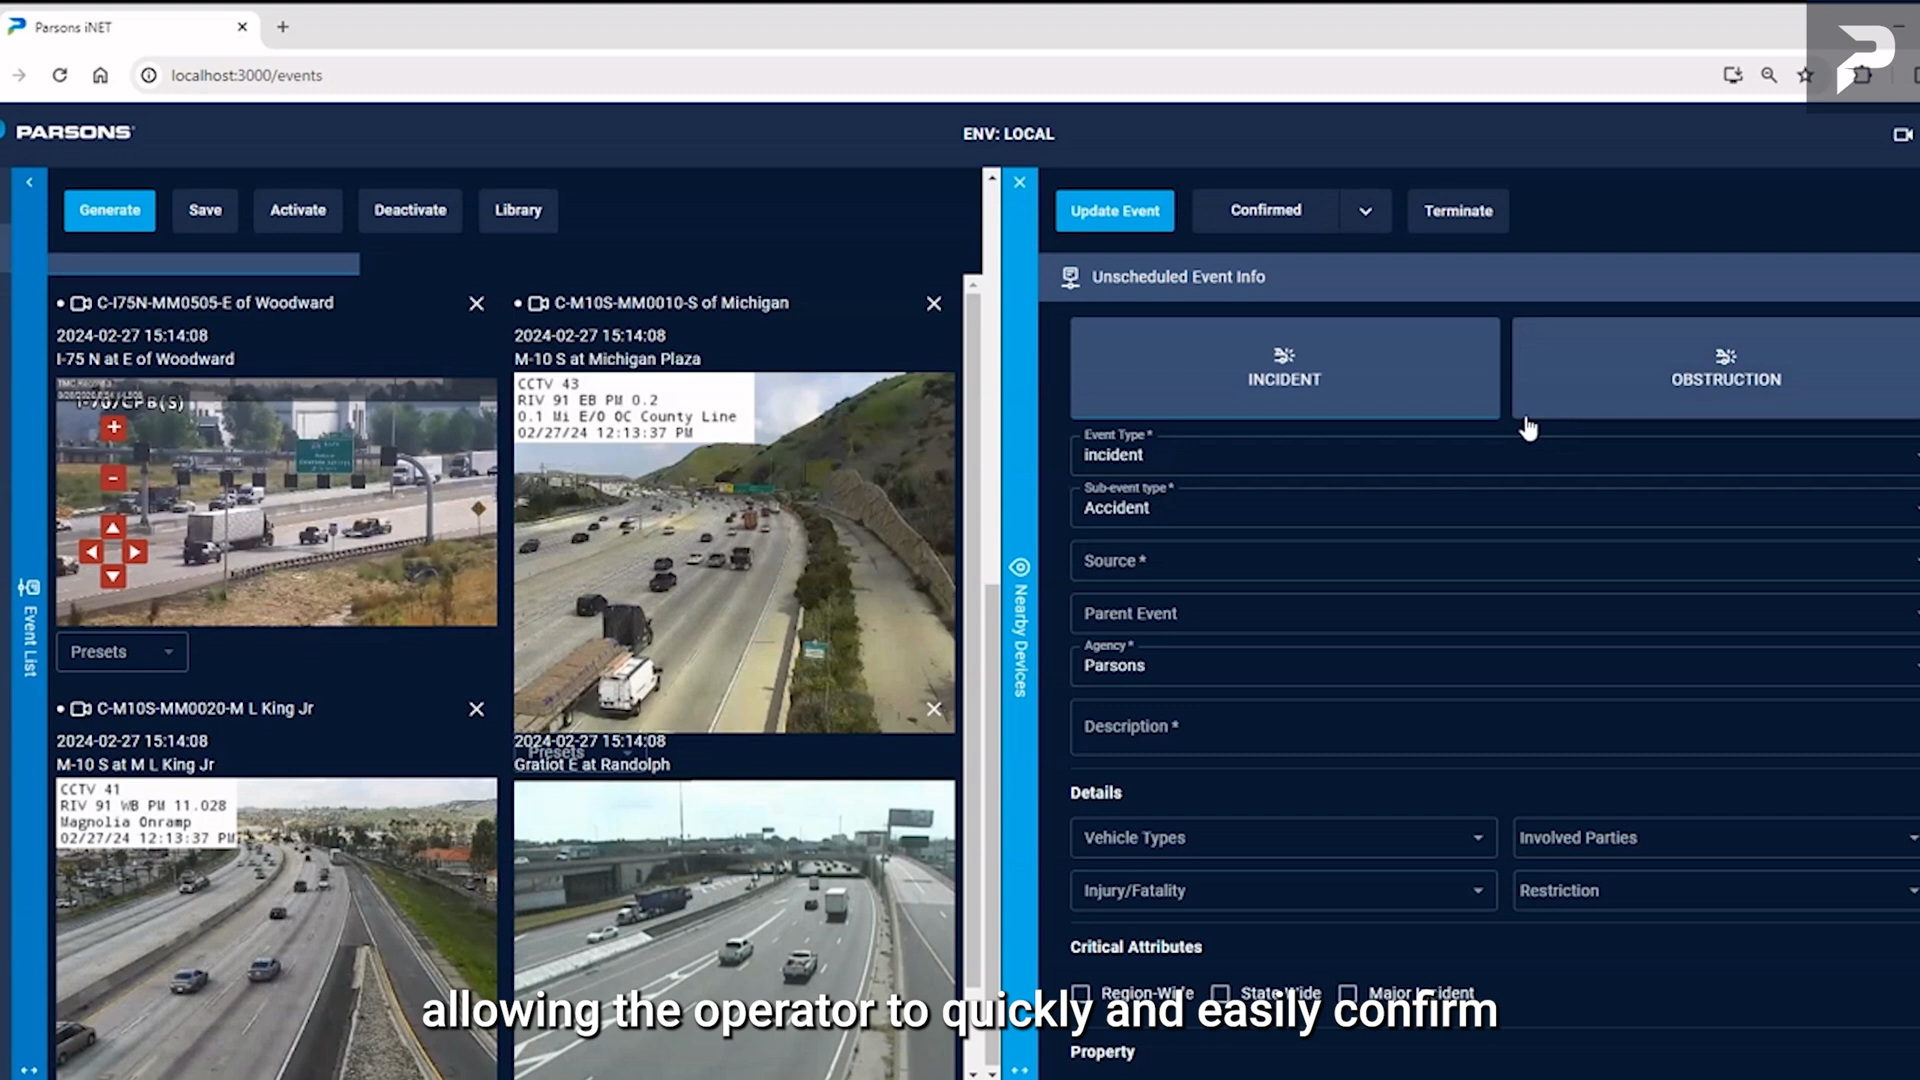 Parsons iNET
localhost:3000/events
PARSONS
ENV: LOCAL
Generate
Save
Activate
Deactivate
Library
Update Event
Confirmed
Terminate
Unscheduled Event Info
C-I75N-MM0505-E of Woodward
2024-02-27 15:14:08
I-75 N at E of Woodward
Presets
C-M10S-MM0010-S of Michigan
2024-02-27 15:14:08
M-10 S at Michigan Plaza
CCTV 43
RIV 91 EB PM 0.2
0.1 Mi E/O OC County Line
02/27/24 12:13:37 PM
Presets
C-M10S-MM0020-M L King Jr
2024-02-27 15:14:08
M-10 S at M L King Jr
CCTV 41
RIV 91 WB PM 11.028
Magnolia Onramp
02/27/24 12:13:37 PM
2024-02-27 15:14:08
Gratiot E at Randolph
Event List
Nearby Devices
INCIDENT
OBSTRUCTION
Event Type *
incident
Sub-event type *
Accident
Source *
Parent Event
Agency *
Parsons
Description *
Details
Vehicle Types
Involved Parties
Injury/Fatality
Restriction
Critical Attributes
Region-Wide
State Wide
Major Incident
Property
allowing the operator to quickly and easily confirm